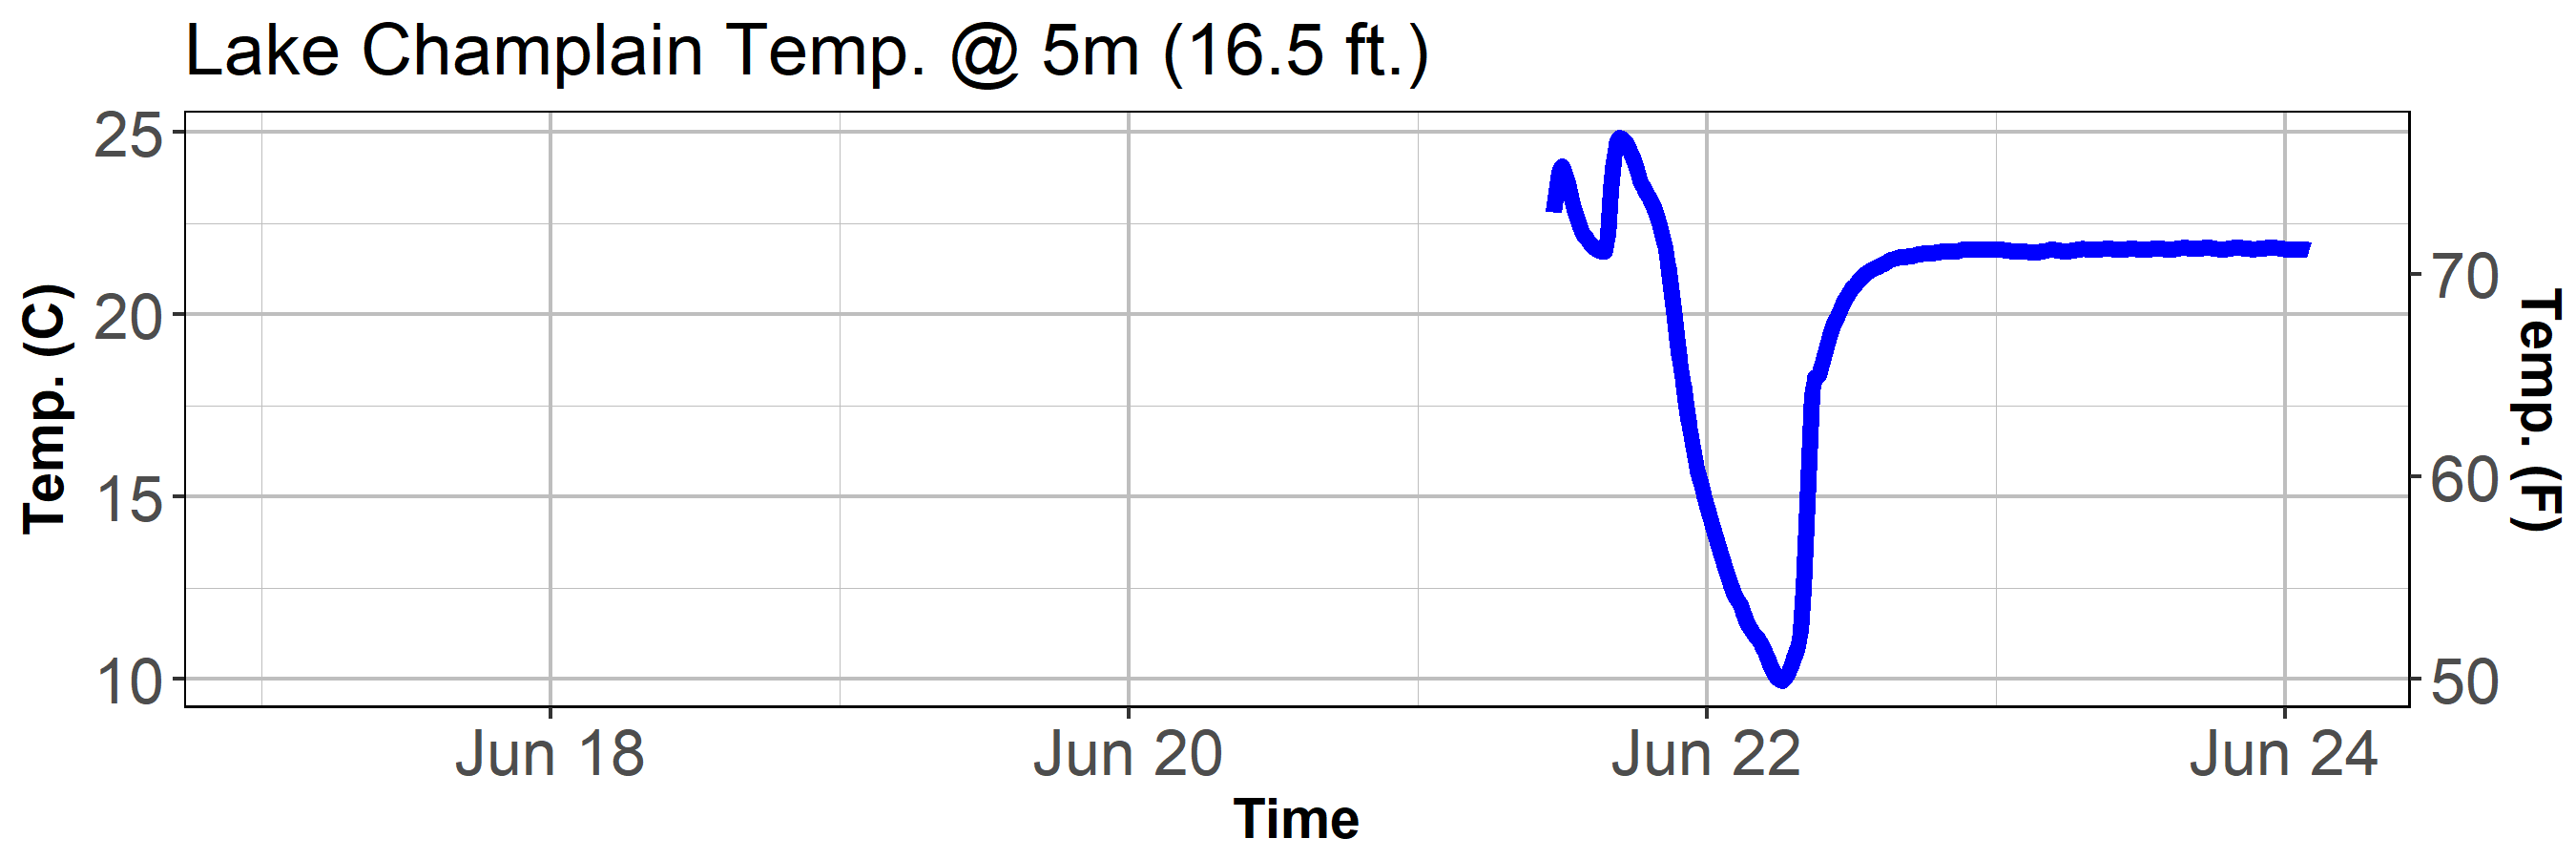 Lake Champlain Temp. @ 5m (16.5 ft.)
Temp. (C)
25
20
15
10
70
60
50
Temp. (F)
Jun 18
Jun 20
Jun 22
Jun 24
Time